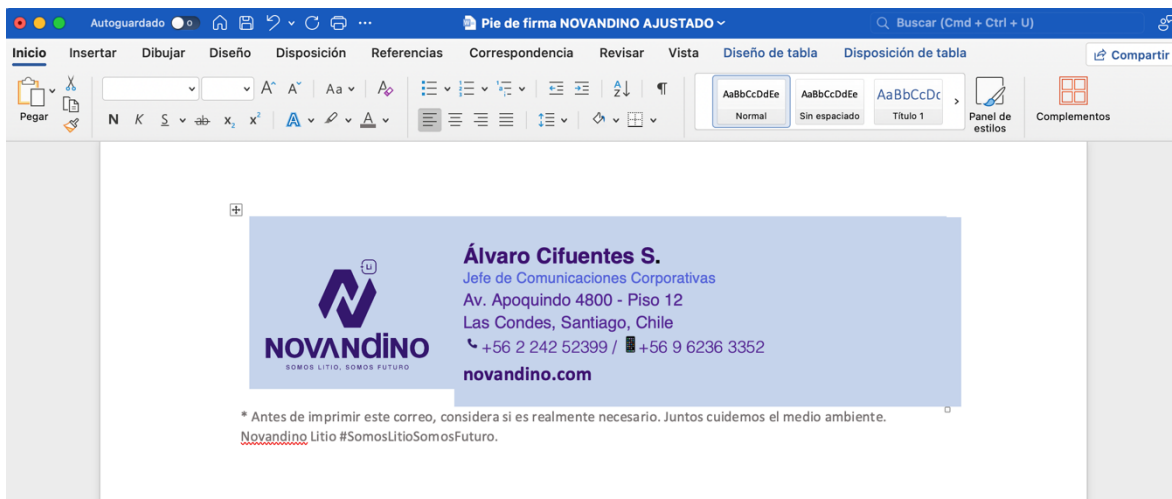 Autoguardado
Pie de firma NOVANDINO AJUSTADO
Buscar (Cmd + Ctrl + U)
Inicio Insertar Dibujar Diseño Disposición Referencias Correspondencia Revisar Vista Diseño de tabla Disposición de tabla Compartir
Pegar
A A Aa A
N K S ab x₂ x² A A
AaBbCcDdEe
Normal
AaBbCcDdEe
Sin espaciado
AaBbCcDc
Título 1
Panel de
estilos
Complementos
u
NOVANdiNO
SOMOS LITIO, SOMOS FUTURO
Álvaro Cifuentes S.
Jefe de Comunicaciones Corporativas
Av. Apoquindo 4800 - Piso 12
Las Condes, Santiago, Chile
+56 2 242 52399 / +56 9 6236 3352
novandino.com
* Antes de imprimir este correo, considera si es realmente necesario. Juntos cuidemos el medio ambiente.
Novandino Litio #SomosLitioSomosFuturo.